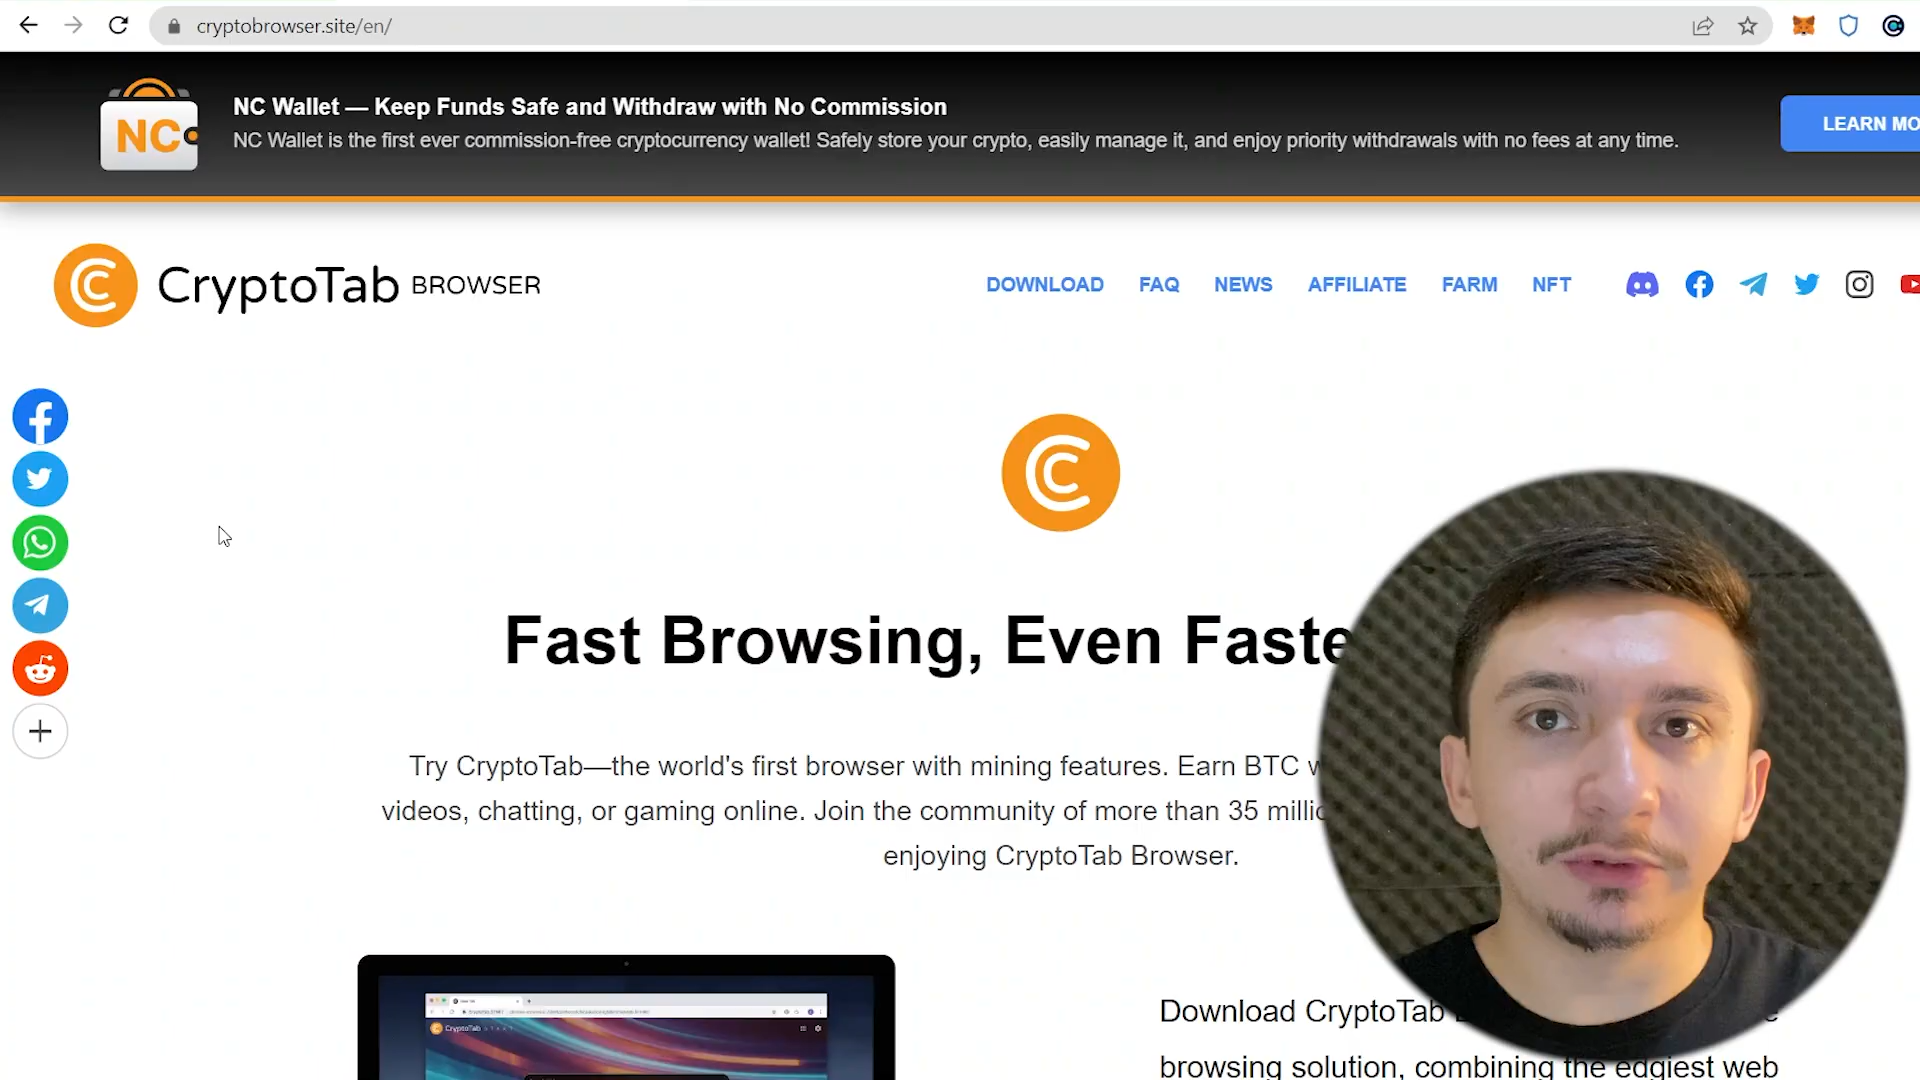 cryptobrowser.site/en/
NC
NC Wallet — Keep Funds Safe and Withdraw with No Commission
NC Wallet is the first ever commission-free cryptocurrency wallet! Safely store your crypto, easily manage it, and enjoy priority withdrawals with no fees at any time.
LEARN MO
CryptoTab BROWSER
DOWNLOAD FAQ NEWS AFFILIATE FARM NFT
Fast Browsing, Even Faste
Try CryptoTab—the world's first browser with mining features. Earn BTC w
videos, chatting, or gaming online. Join the community of more than 35 millio
enjoying CryptoTab Browser.
CryptoTab
Download CryptoTab
browsing solution, combining the edgiest web